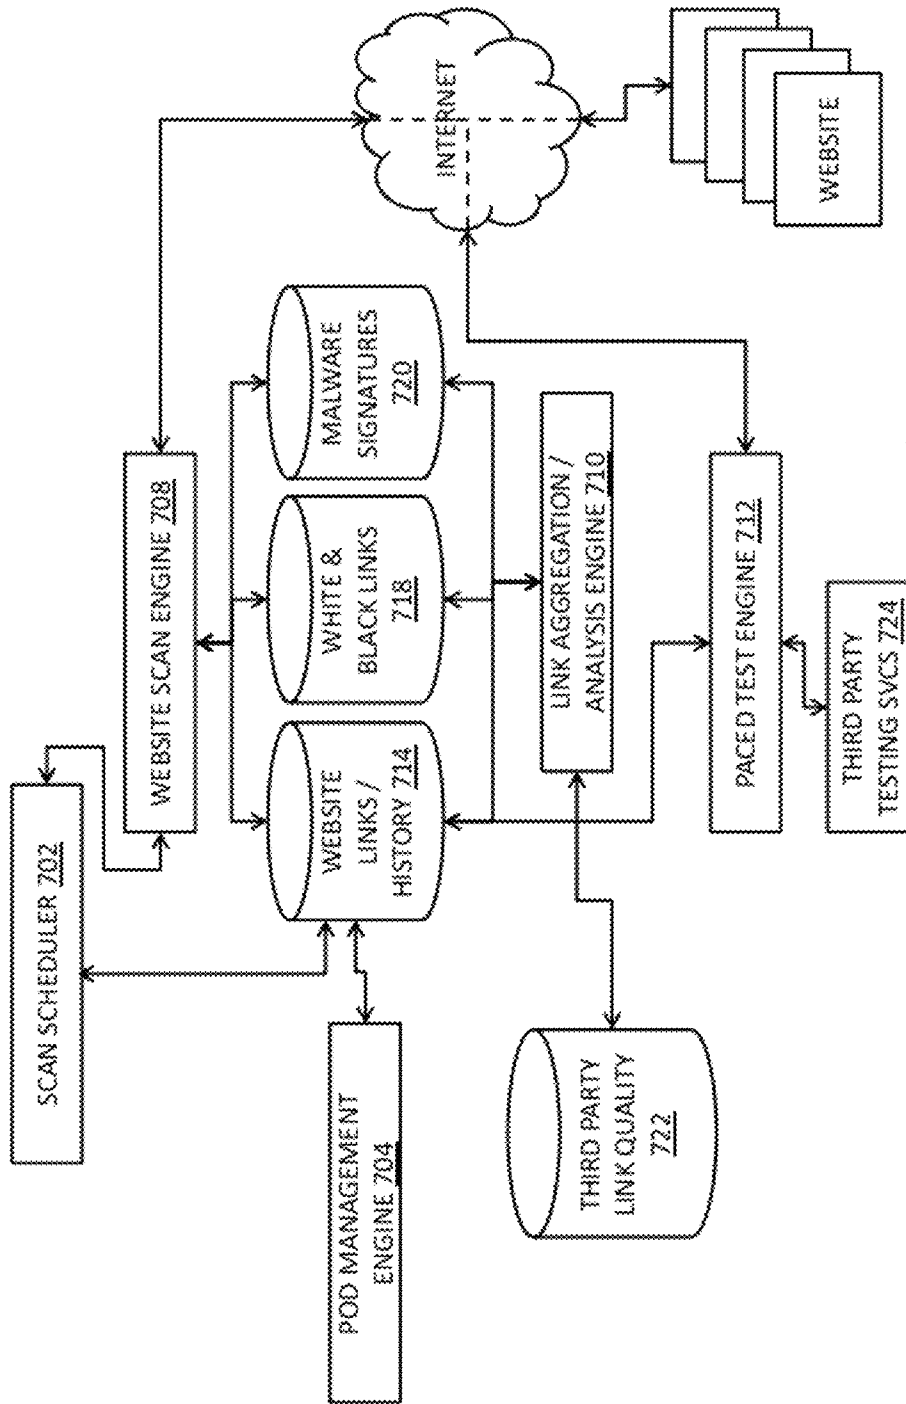 SCAN SCHEDULER 702
WEBSITE SCAN ENGINE 708
POD MANAGEMENT
ENGINE 704
WEBSITE
LINKS /
HISTORY 714
WHITE &
BLACK LINKS
718
MALWARE
SIGNATURES
720
INTERNET
THIRD PARTY
LINK QUALITY
722
LINK AGGREGATION /
ANALYSIS ENGINE 710
PACED TEST ENGINE 712
THIRD PARTY
TESTING SVCS 724
WEBSITE